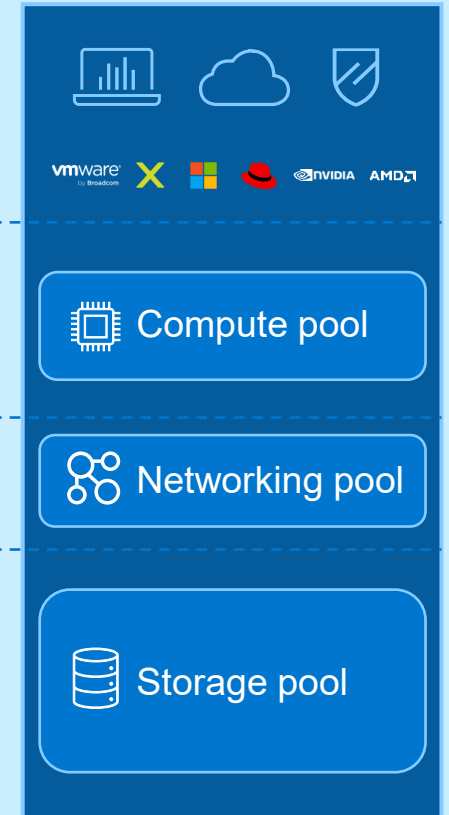 vmware
by Broadcom
NVIDIA
AMD
Compute pool
Networking pool
Storage pool